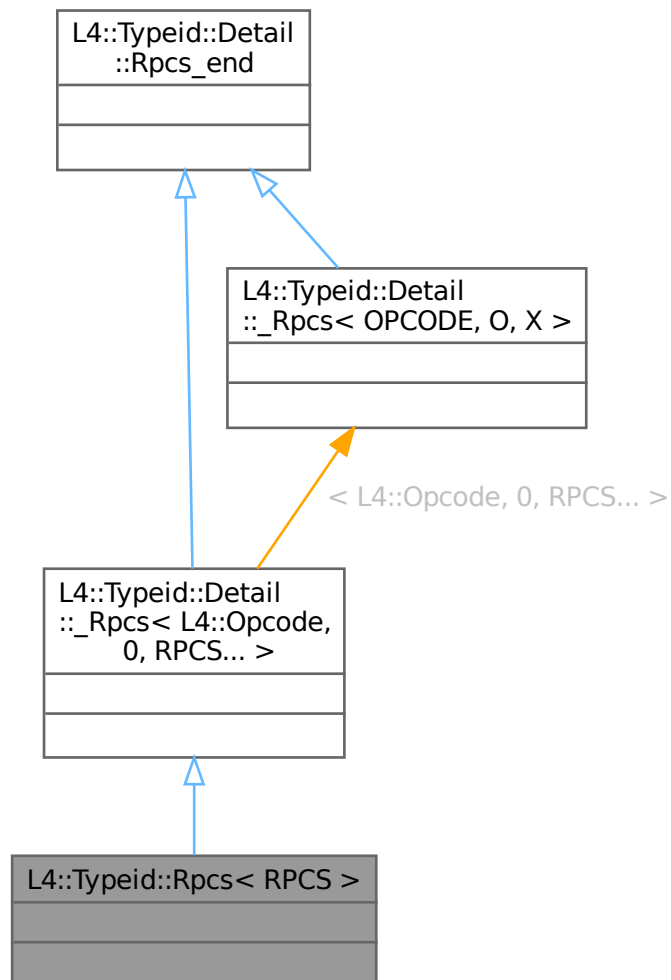 L4::Typeid::Detail
::Rpcs_end
L4::Typeid::Detail
::_Rpcs< OPCODE, O, X >
< L4::Opcode, 0, RPCS... >
L4::Typeid::Detail
::_Rpcs< L4::Opcode,
0, RPCS... >
L4::Typeid::Rpcs< RPCS >